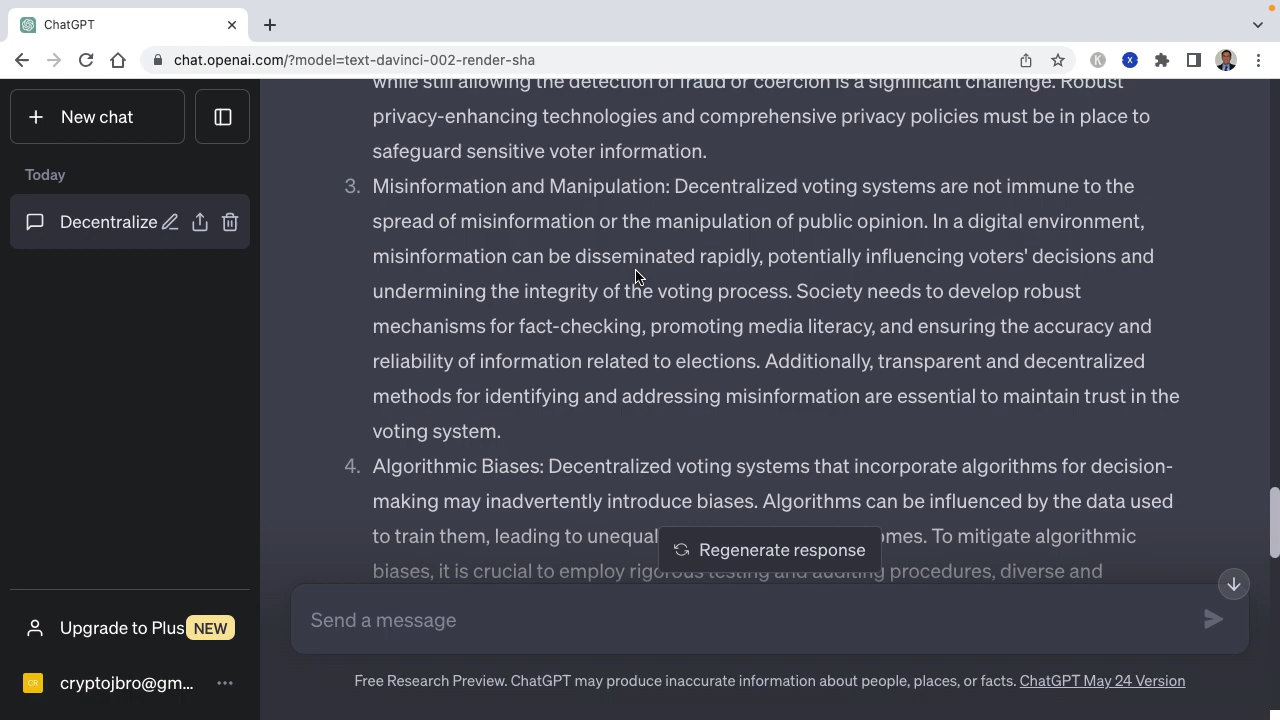 ChatGPT
chat.openai.com/?model=text-davinci-002-render-sha
New chat
Today
Decentralize
Upgrade to Plus NEW
CR cryptojbro@gm...
while still allowing the detection of fraud or coercion is a significant challenge. Robust
privacy-enhancing technologies and comprehensive privacy policies must be in place to
safeguard sensitive voter information.
3. Misinformation and Manipulation: Decentralized voting systems are not immune to the
spread of misinformation or the manipulation of public opinion. In a digital environment,
misinformation can be disseminated rapidly, potentially influencing voters' decisions and
undermining the integrity of the voting process. Society needs to develop robust
mechanisms for fact-checking, promoting media literacy, and ensuring the accuracy and
reliability of information related to elections. Additionally, transparent and decentralized
methods for identifying and addressing misinformation are essential to maintain trust in the
voting system.
4. Algorithmic Biases: Decentralized voting systems that incorporate algorithms for decision-
making may inadvertently introduce biases. Algorithms can be influenced by the data used
to train them, leading to unequal To mitigate algorithmic
biases, it is crucial to employ rigorous testing and auditing procedures, diverse and
Regenerate response
Send a message
Free Research Preview. ChatGPT may produce inaccurate information about people, places, or facts. ChatGPT May 24 Version